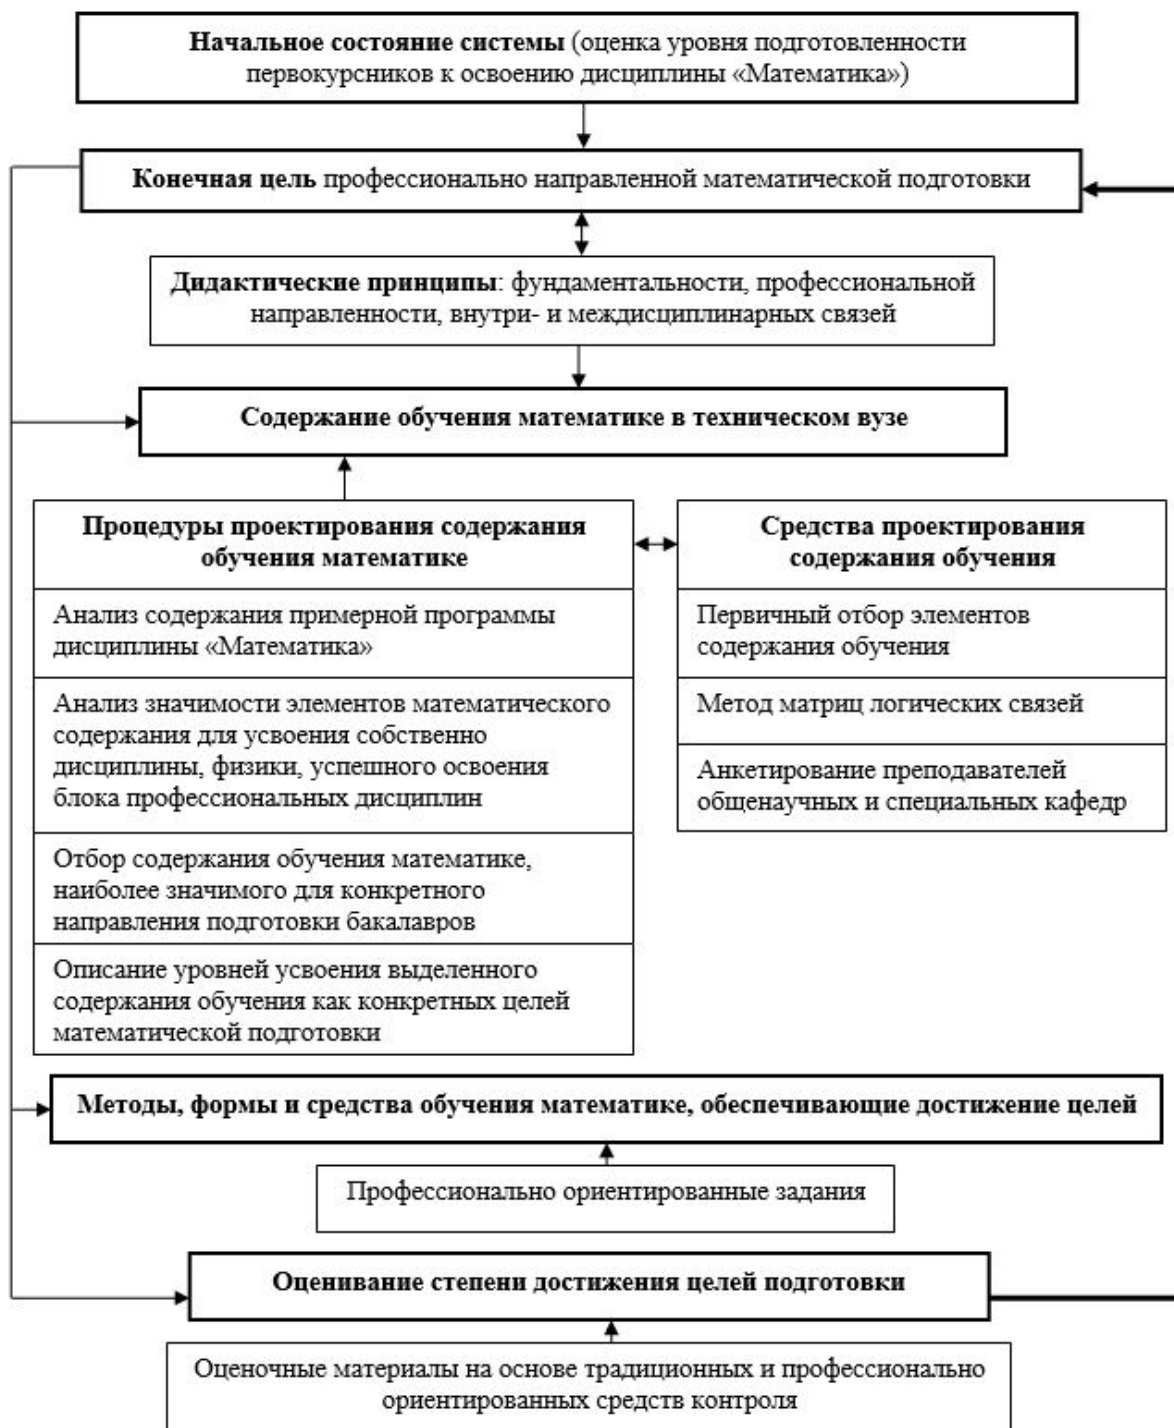 Начальное состояние системы (оценка уровня подготовленности
первокурсников к освоению дисциплины «Математика»)
Конечная цель профессионально направленной математической подготовки
Дидактические принципы: фундаментальности, профессиональной
направленности, внутри- и междисциплинарных связей
Содержание обучения математике в техническом вузе
Процедуры проектирования содержания
обучения математике
Анализ содержания примерной программы
дисциплины «Математика»
Анализ значимости элементов математического
содержания для усвоения собственно
дисциплины, физики, успешного освоения
блока профессиональных дисциплин
Отбор содержания обучения математике,
наиболее значимого для конкретного
направления подготовки бакалавров
Описание уровней усвоения выделенного
содержания обучения как конкретных целей
математической подготовки
Средства проектирования
содержания обучения
Первичный отбор элементов
содержания обучения
Метод матриц логических связей
Анкетирование преподавателей
общенаучных и специальных кафедр
Методы, формы и средства обучения математике, обеспечивающие достижение целей
Профессионально ориентированные задания
Оценивание степени достижения целей подготовки
Оценочные материалы на основе традиционных и профессионально
ориентированных средств контроля